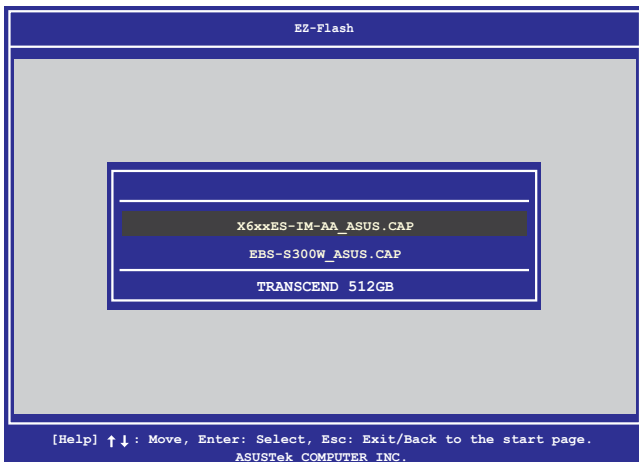 EZ-Flash
X6xxES-IM-AA_ASUS.CAP
EBS-S300W_ASUS.CAP
TRANSCEND 512GB
[Help] ↑↓: Move, Enter: Select, Esc: Exit/Back to the start page.
ASUSTek COMPUTER INC.